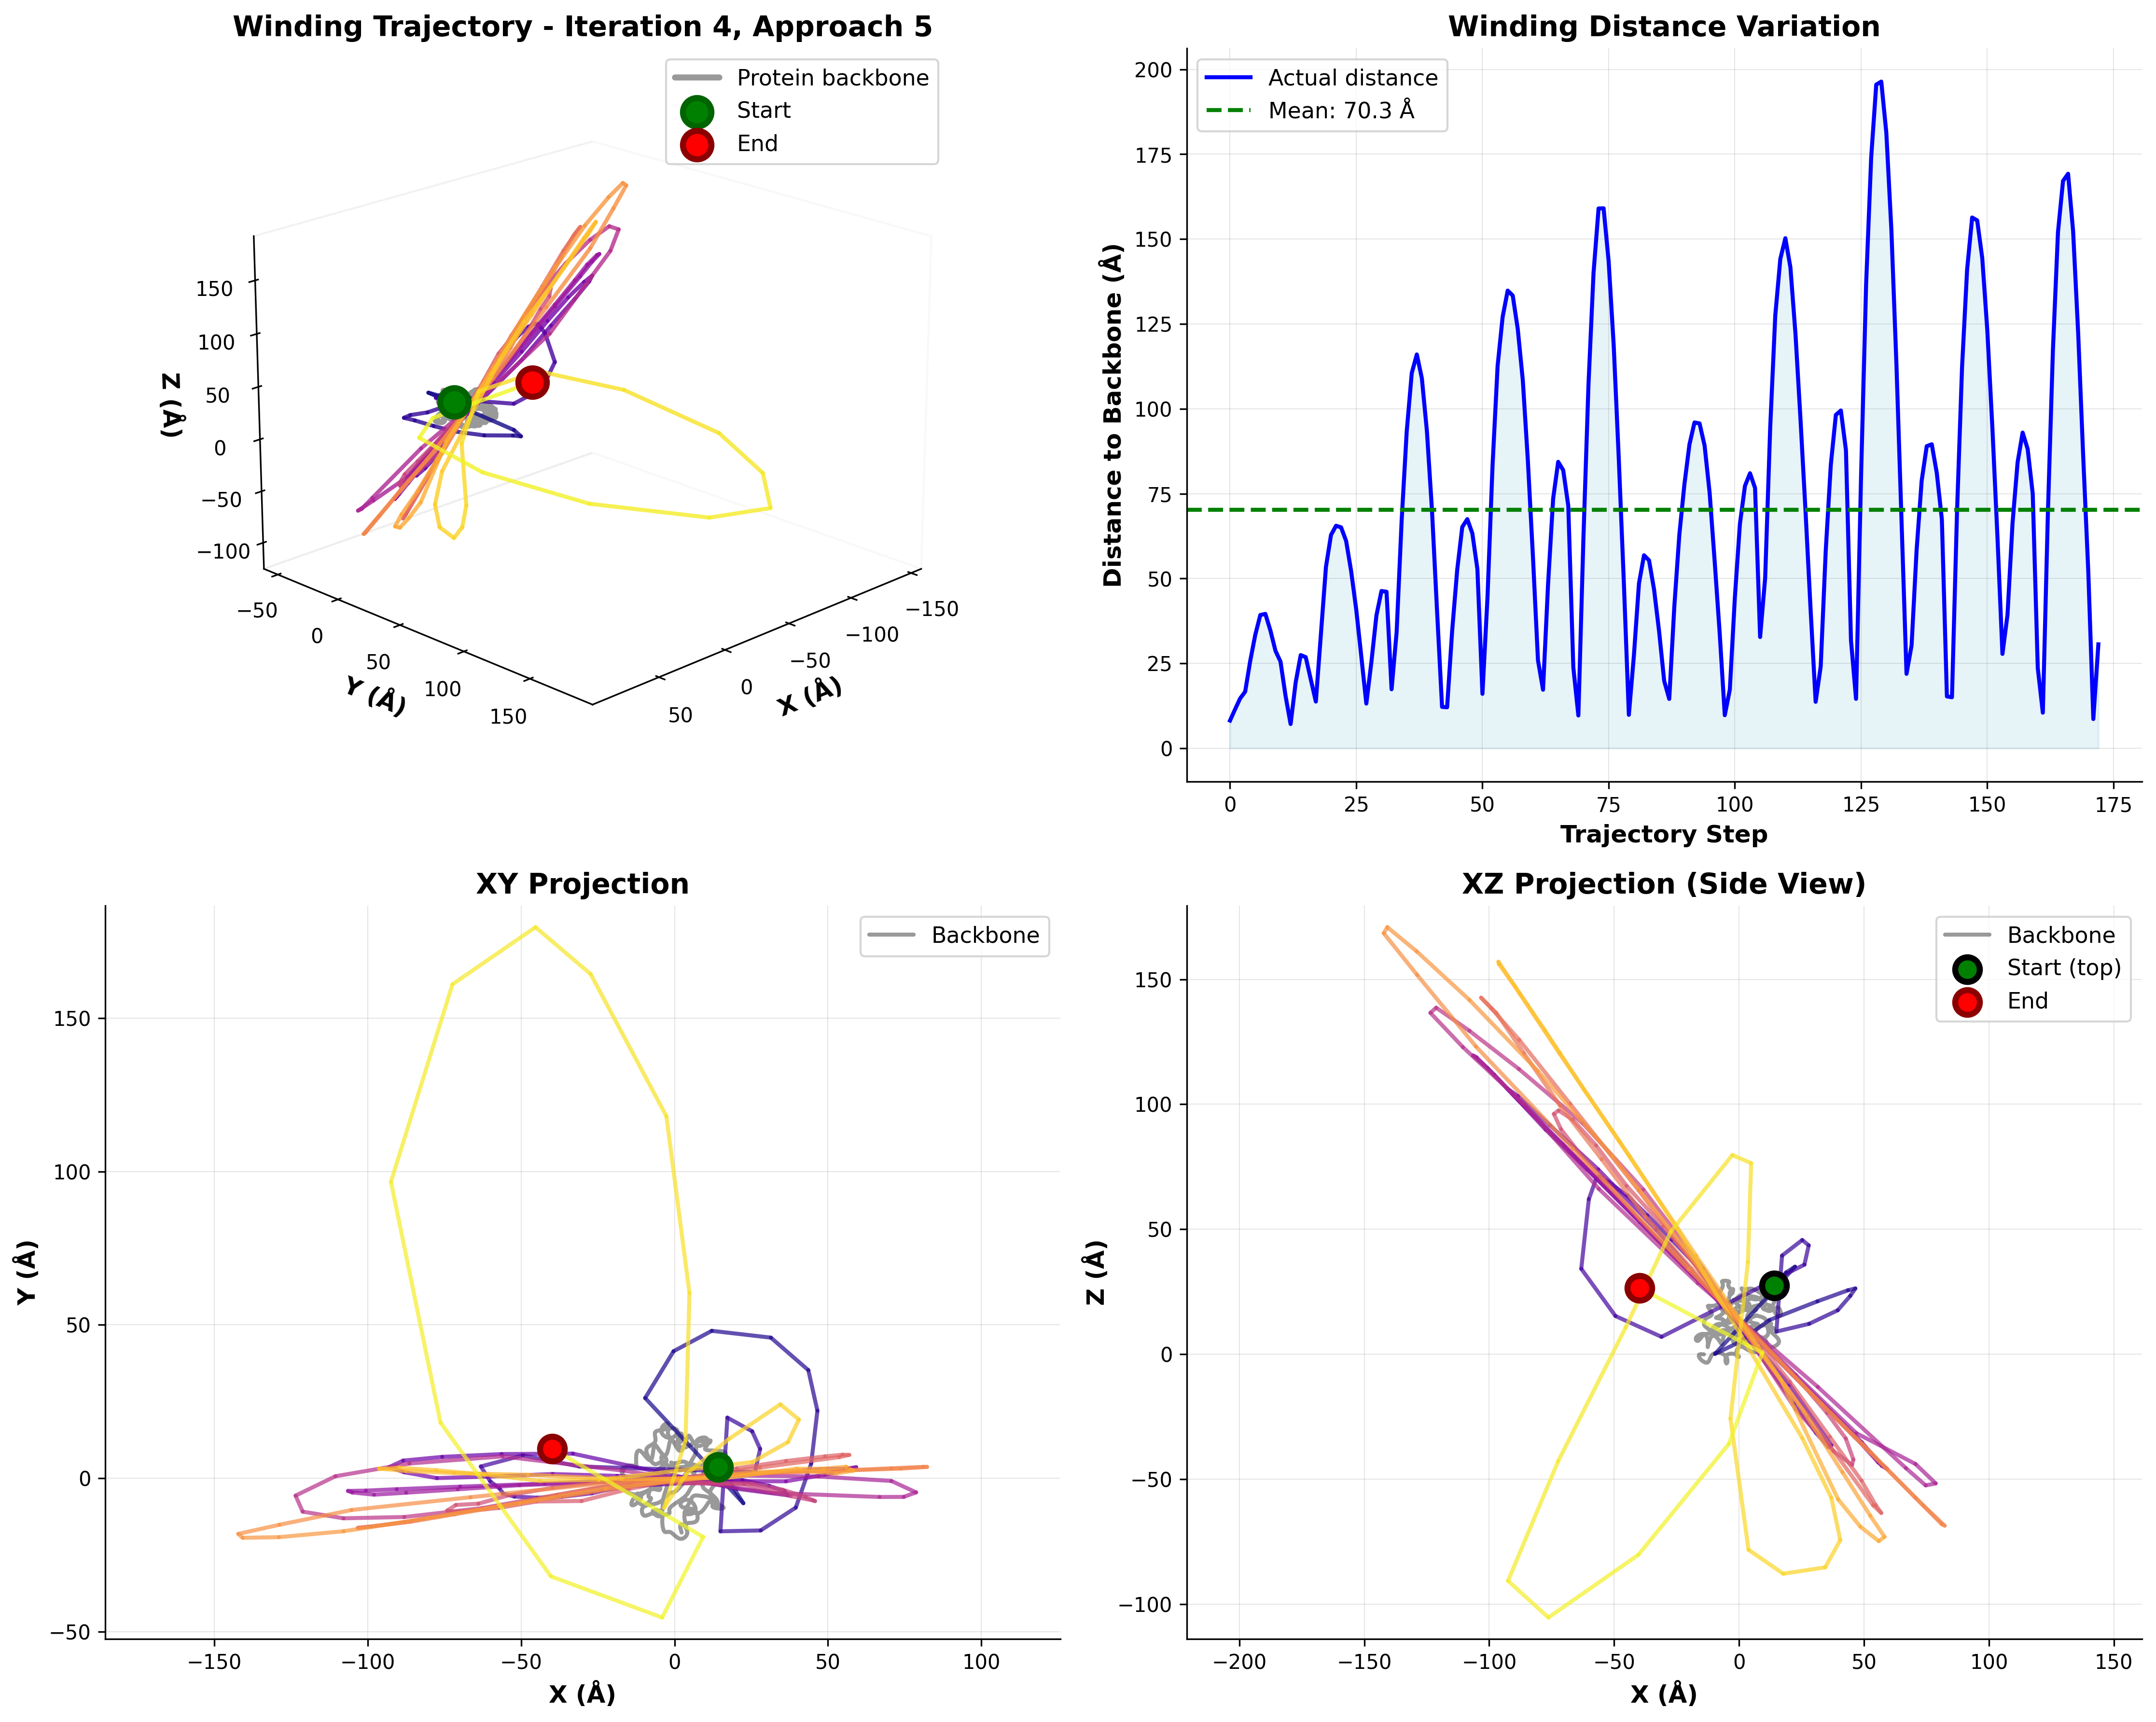 Winding Trajectory - Iteration 4, Approach 5
Protein backbone
Start
End
150
100
50
0
−50
−100
Z (Å)
−50
0
50
100
150
Y (Å)
50
0
−50
−100
−150
X (Å)
Winding Distance Variation
Actual distance
Mean: 70.3 Å
200
175
150
125
100
75
50
25
0
Distance to Backbone (Å)
0 25 50 75 100 125 150 175
Trajectory Step
XY Projection
Backbone
150
100
50
0
−50
Y (Å)
−150 −100 −50 0 50 100
X (Å)
XZ Projection (Side View)
Backbone
Start (top)
End
150
100
50
0
−50
−100
Z (Å)
−200 −150 −100 −50 0 50 100 150
X (Å)